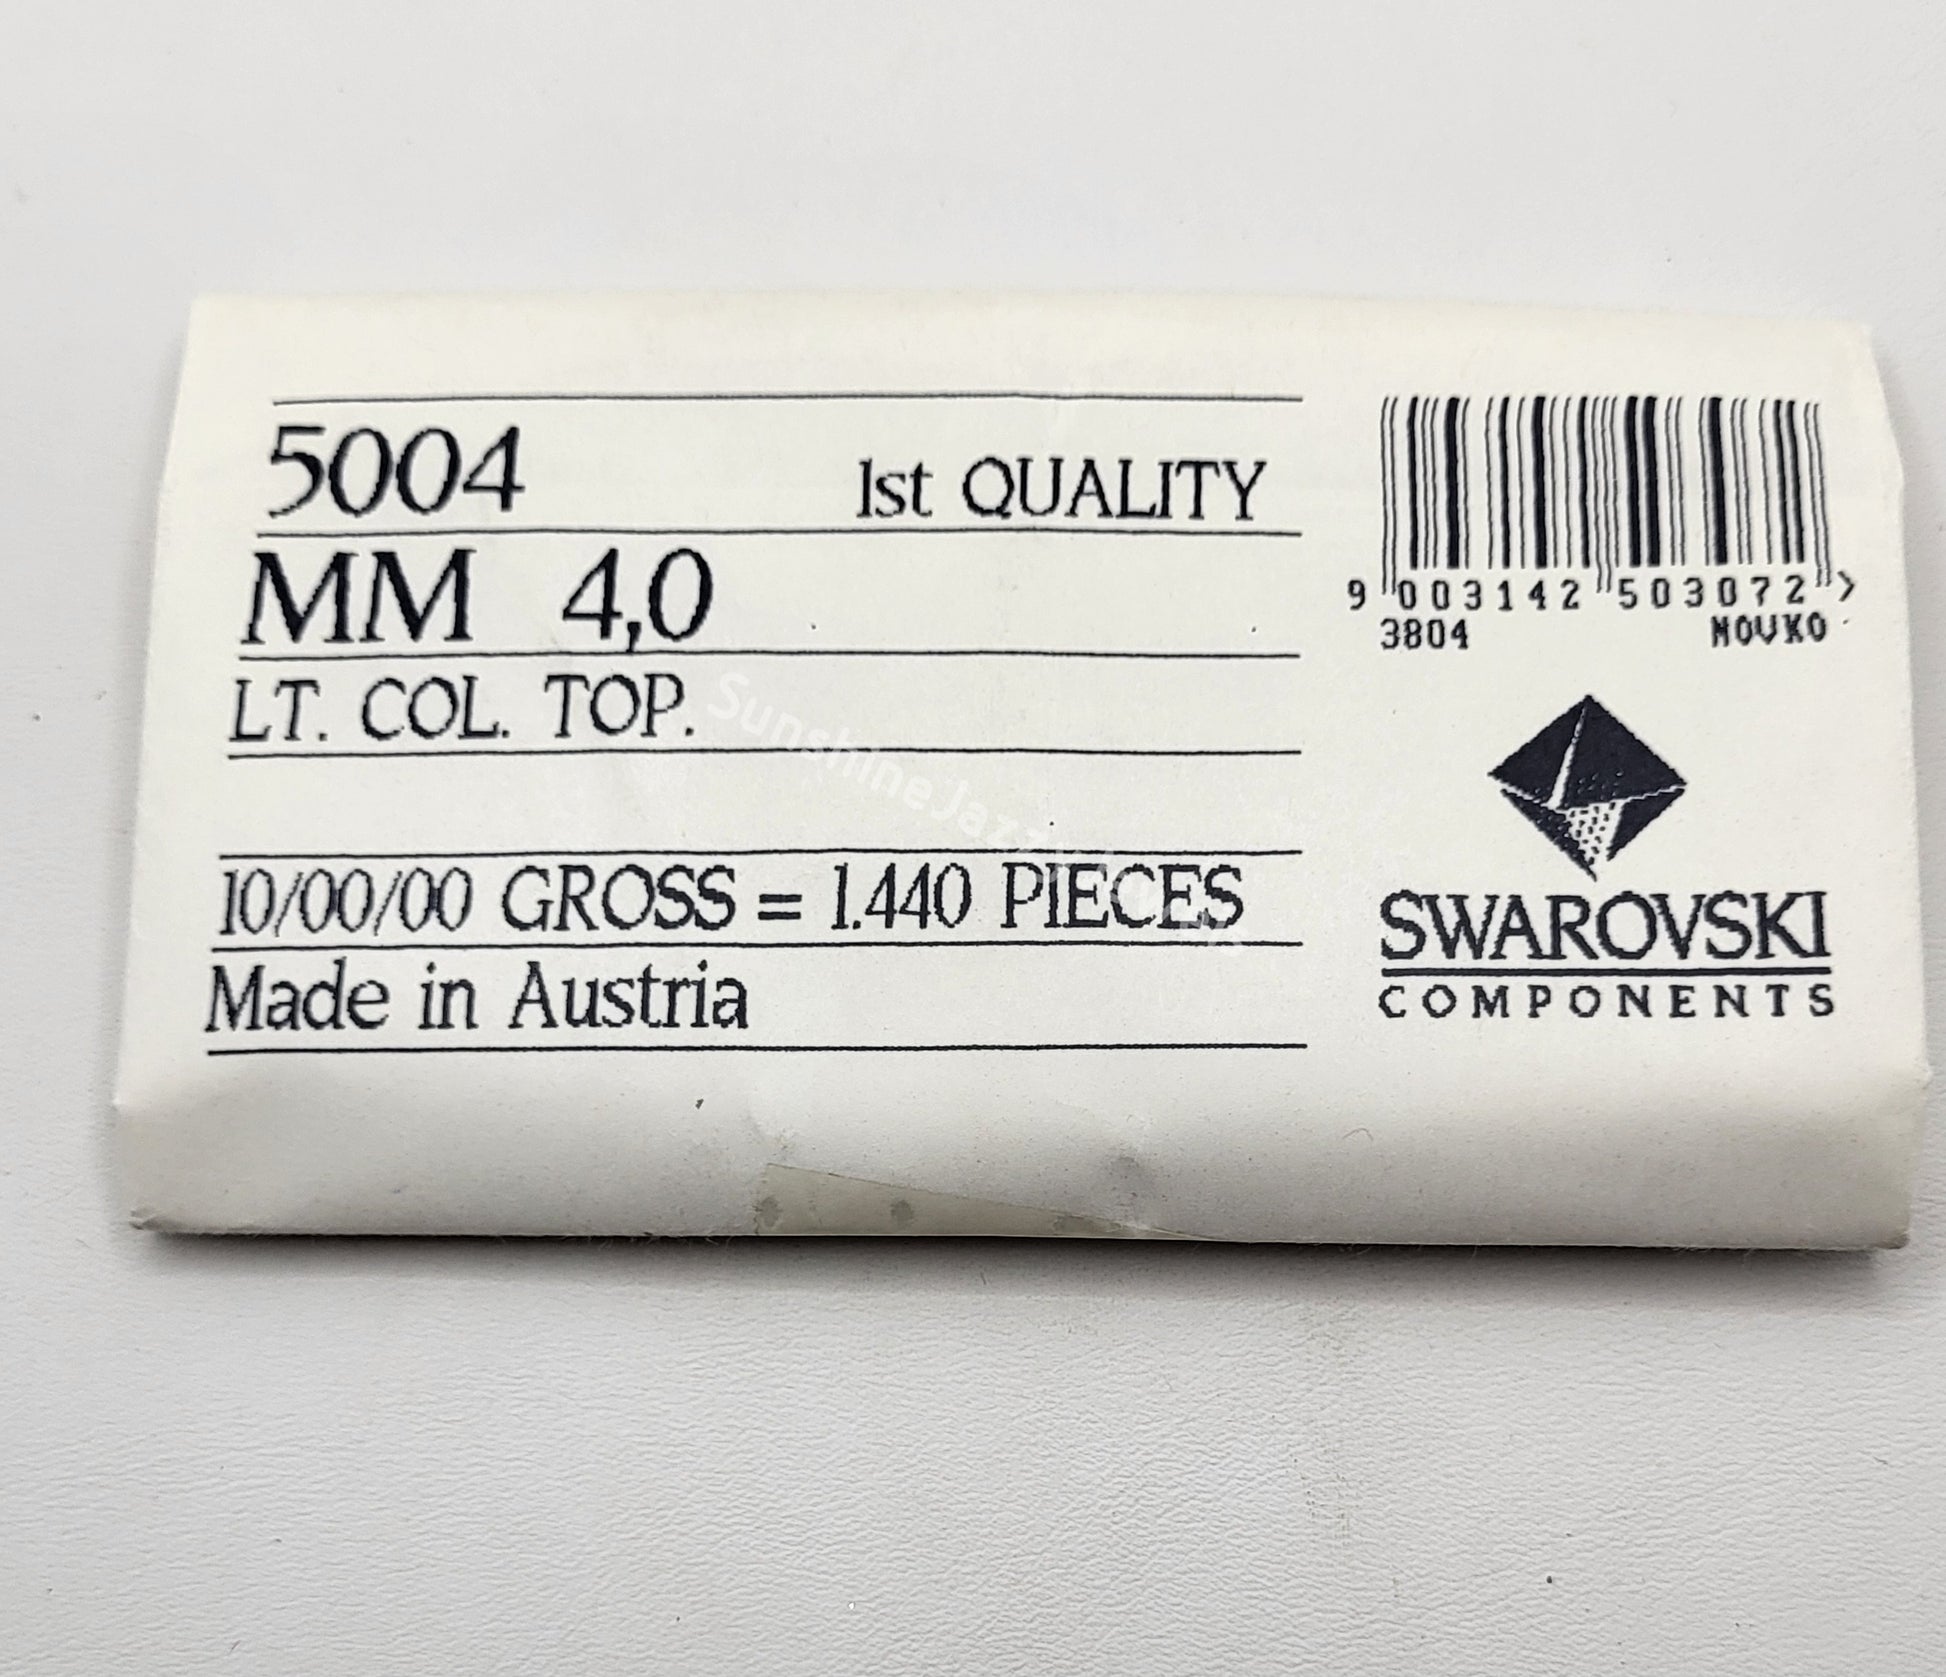 5004 1st QUALITY
MM 4,0
LT. COL. TOP.
10/00/00 GROSS = 1.440 PIECES
Made in Austria
9 003142 503072 >
3804 NOVKO
SWAROVSKI
COMPONENTS